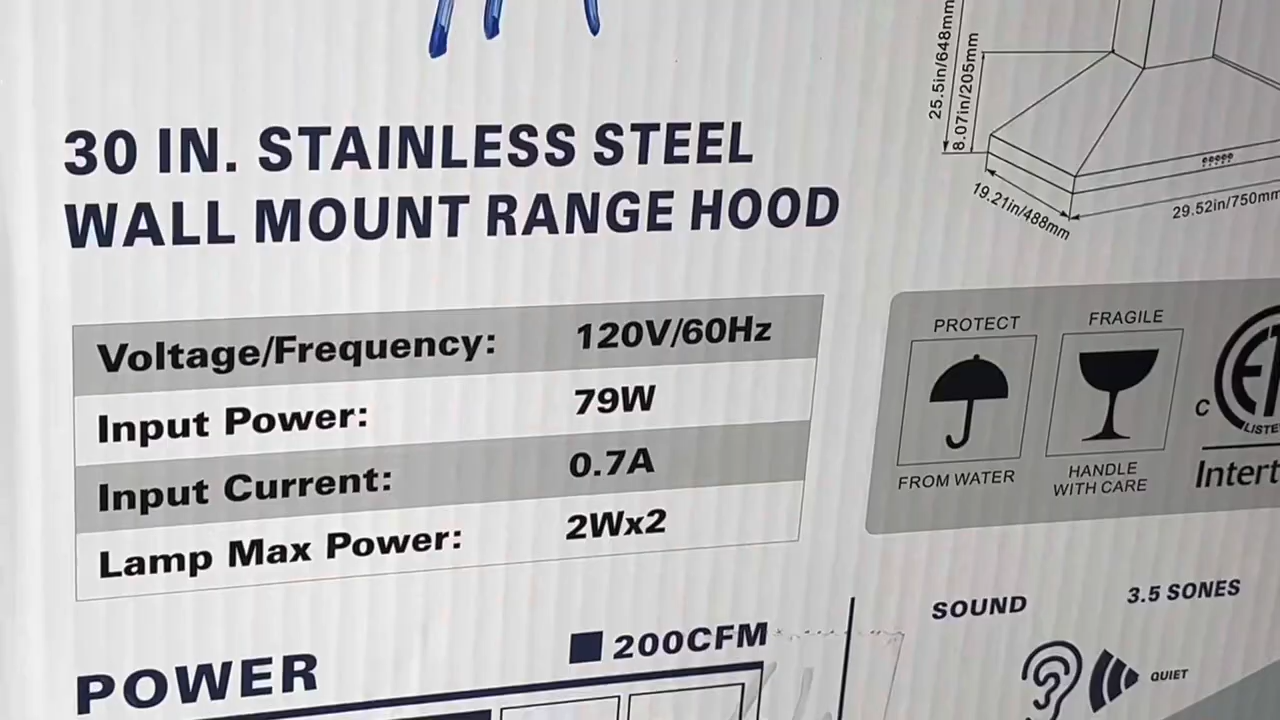 25.5in/648mm
8.07in/205mm
19.21in/488mm
29.52in/750mm
30 IN. STAINLESS STEEL
WALL MOUNT RANGE HOOD
Voltage/Frequency: 120V/60Hz
Input Power: 79W
Input Current: 0.7A
Lamp Max Power: 2Wx2
PROTECT
FROM WATER
FRAGILE
HANDLE
WITH CARE
C
SOUND 3.5 SONES
QUIET
POWER 200CFM